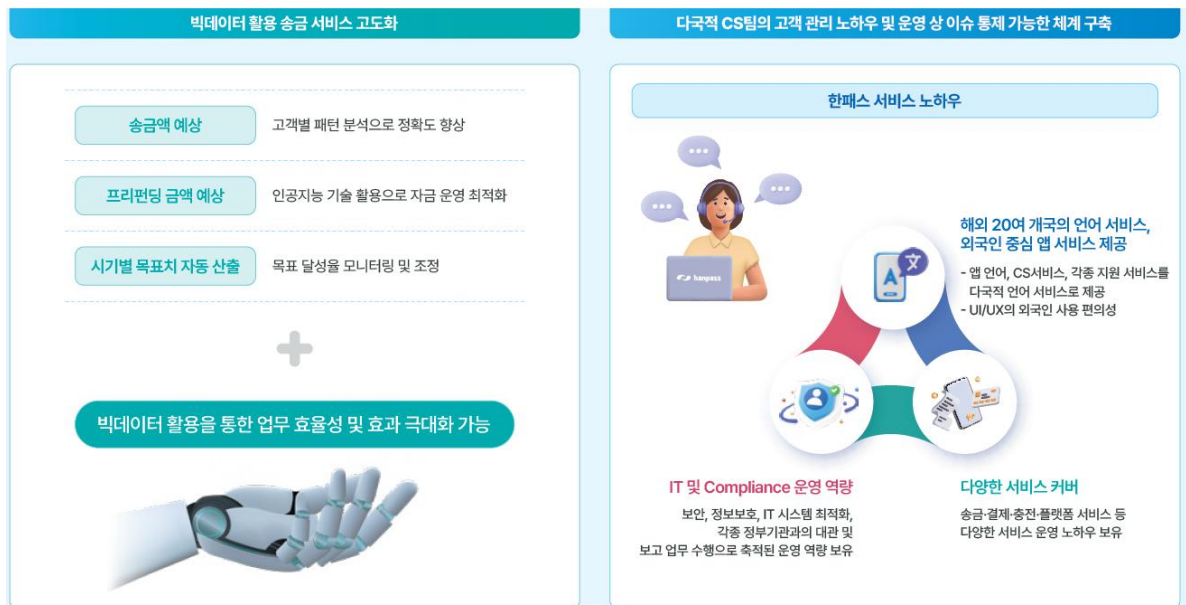 빅데이터 활용 송금 서비스 고도화
송금액 예상
고객별 패턴 분석으로 정확도 향상
프리펀딩 금액 예상
인공지능 기술 활용으로 자금 운영 최적화
시기별 목표치 자동 산출
목표 달성율 모니터링 및 조정
빅데이터 활용을 통한 업무 효율성 및 효과 극대화 가능
다국적 CS팀의 고객 관리 노하우 및 운영 상 이슈 통제 가능한 체계 구축
한패스 서비스 노하우
hanpass
A 文
해외 20여 개국의 언어 서비스,
외국인 중심 앱 서비스 제공
- 앱 언어, CS서비스, 각종 지원 서비스를
다국적 언어 서비스로 제공
- UI/UX의 외국인 사용 편의성
IT 및 Compliance 운영 역량
보안, 정보보호, IT 시스템 최적화,
각종 정부기관과의 대관 및
보고 업무 수행으로 축적된 운영 역량 보유
다양한 서비스 커버
송금·결제·충전·플랫폼 서비스 등
다양한 서비스 운영 노하우 보유